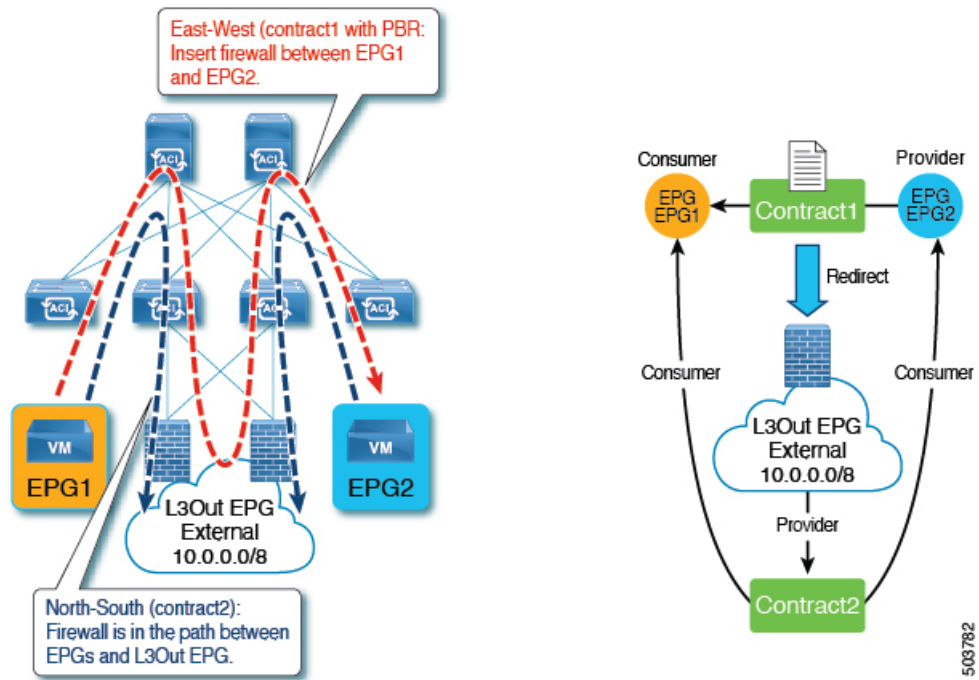 East-West (contract1 with PBR:
Insert firewall between EPG1
and EPG2.
ACI
ACI
ACI
ACI
ACI
ACI
VM
EPG1
VM
EPG2
L3Out EPG
External
10.0.0.0/8
North-South (contract2):
Firewall is in the path between
EPGs and L3Out EPG.
Consumer
Provider
EPG
EPG1
Contract1
EPG
EPG2
Redirect
Consumer
Consumer
L3Out EPG
External
10.0.0.0/8
Provider
Contract2
503782